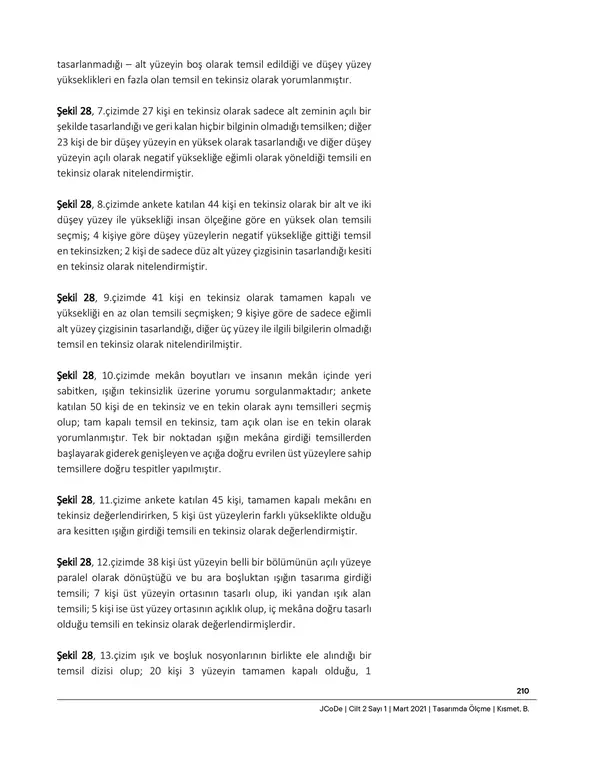 tasarlanmadığı – alt yüzeyin boş olarak temsil edildiği ve düşey yüzey
yükseklikleri en fazla olan temsil en tekinsiz olarak yorumlanmıştır.
Şekil 28, 7.çizimde 27 kişi en tekinsiz olarak sadece alt zeminin açılı bir
şekilde tasarlandığı ve geri kalan hiçbir bilginin olmadığı temsilken; diğer
23 kişi de bir düşey yüzeyin en yüksek olarak tasarlandığı ve diğer düşey
yüzeyin açılı olarak negatif yüksekliğe eğimli olarak yöneldiği temsili en
tekinsiz olarak nitelendirmiştir.
Şekil 28, 8.çizimde ankete katılan 44 kişi en tekinsiz olarak bir alt ve iki
düşey yüzey ile yüksekliği insan ölçeğine göre en yüksek olan temsili
seçmiş; 4 kişiye göre düşey yüzeylerin negatif yüksekliğe gittiği temsil
en tekinsizken; 2 kişi de sadece düz alt yüzey çizgisinin tasarlandığı kesiti
en tekinsiz olarak nitelendirmiştir.
Şekil 28, 9.çizimde 41 kişi en tekinsiz olarak tamamen kapalı ve
yüksekliği en az olan temsili seçmişken; 9 kişiye göre de sadece eğimli
alt yüzey çizgisinin tasarlandığı, diğer üç yüzey ile ilgili bilgilerin olmadığı
temsil en tekinsiz olarak nitelendirilmiştir.
Şekil 28, 10.çizimde mekân boyutları ve insanın mekân içinde yeri
sabitken, ışığın tekinsizlik üzerine yorumu sorgulanmaktadır; ankete
katılan 50 kişi de en tekinsiz ve en tekin olarak aynı temsilleri seçmiş
olup; tam kapalı temsil en tekinsiz, tam açık olan ise en tekin olarak
yorumlanmıştır. Tek bir noktadan ışığın mekâna girdiği temsillerden
başlayarak giderek genişleyen ve açığa doğru evrilen üst yüzeylere sahip
temsillere doğru tespitler yapılmıştır.
Şekil 28, 11.çizime ankete katılan 45 kişi, tamamen kapalı mekânı en
tekinsiz değerlendirirken, 5 kişi üst yüzeylerin farklı yükseklikte olduğu
ara kesitten ışığın girdiği temsili en tekinsiz olarak değerlendirmiştir.
Şekil 28, 12.çizimde 38 kişi üst yüzeyin belli bir bölümünün açılı yüzeye
paralel olarak dönüştüğü ve bu ara boşluktan ışığın tasarıma girdiği
temsili; 7 kişi üst yüzeyin ortasının tasarlı olup, iki yandan ışık alan
temsili; 5 kişi ise üst yüzey ortasının açıklık olup, iç mekâna doğru tasarlı
olduğu temsili en tekinsiz olarak değerlendirmişlerdir.
Şekil 28, 13.çizim ışık ve boşluk nosyonlarının birlikte ele alındığı bir
temsil dizisi olup; 20 kişi 3 yüzeyin tamamen kapalı olduğu, 1
210
JCoDe | Cilt 2 Sayı 1 | Mart 2021 | Tasarımda Ölçme | Kısmet, B.